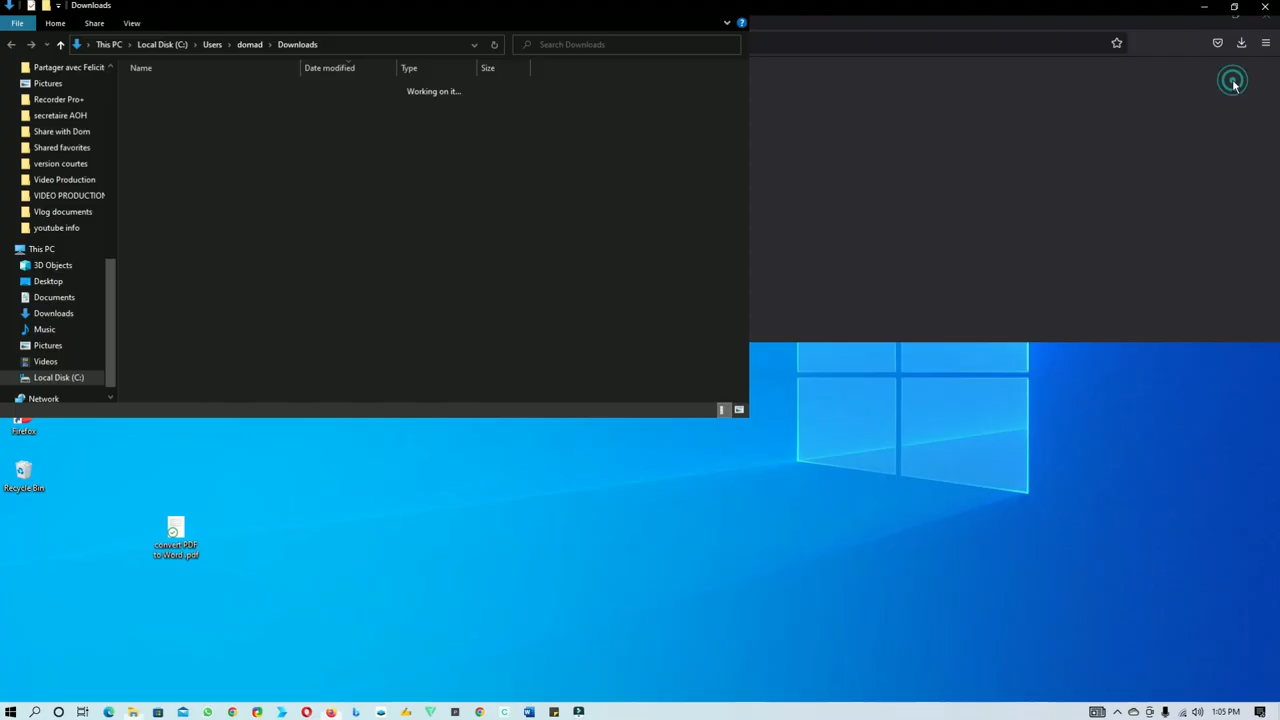 Downloads
File Home Share View
This PC Local Disk (C:) Users domad Downloads Search Downloads
Name Date modified Type Size
Working on it...
Partager avec Felicit
Pictures
Recorder Pro+
secretaire AOH
Share with Dom
Shared favorites
version courtes
Video Production
VIDEO PRODUCTION
Vlog documents
youtube info
This PC
3D Objects
Desktop
Documents
Downloads
Music
Pictures
Videos
Local Disk (C:)
Network
Firefox
Recycle Bin
convert PDF
to Word .pdf
1:05 PM